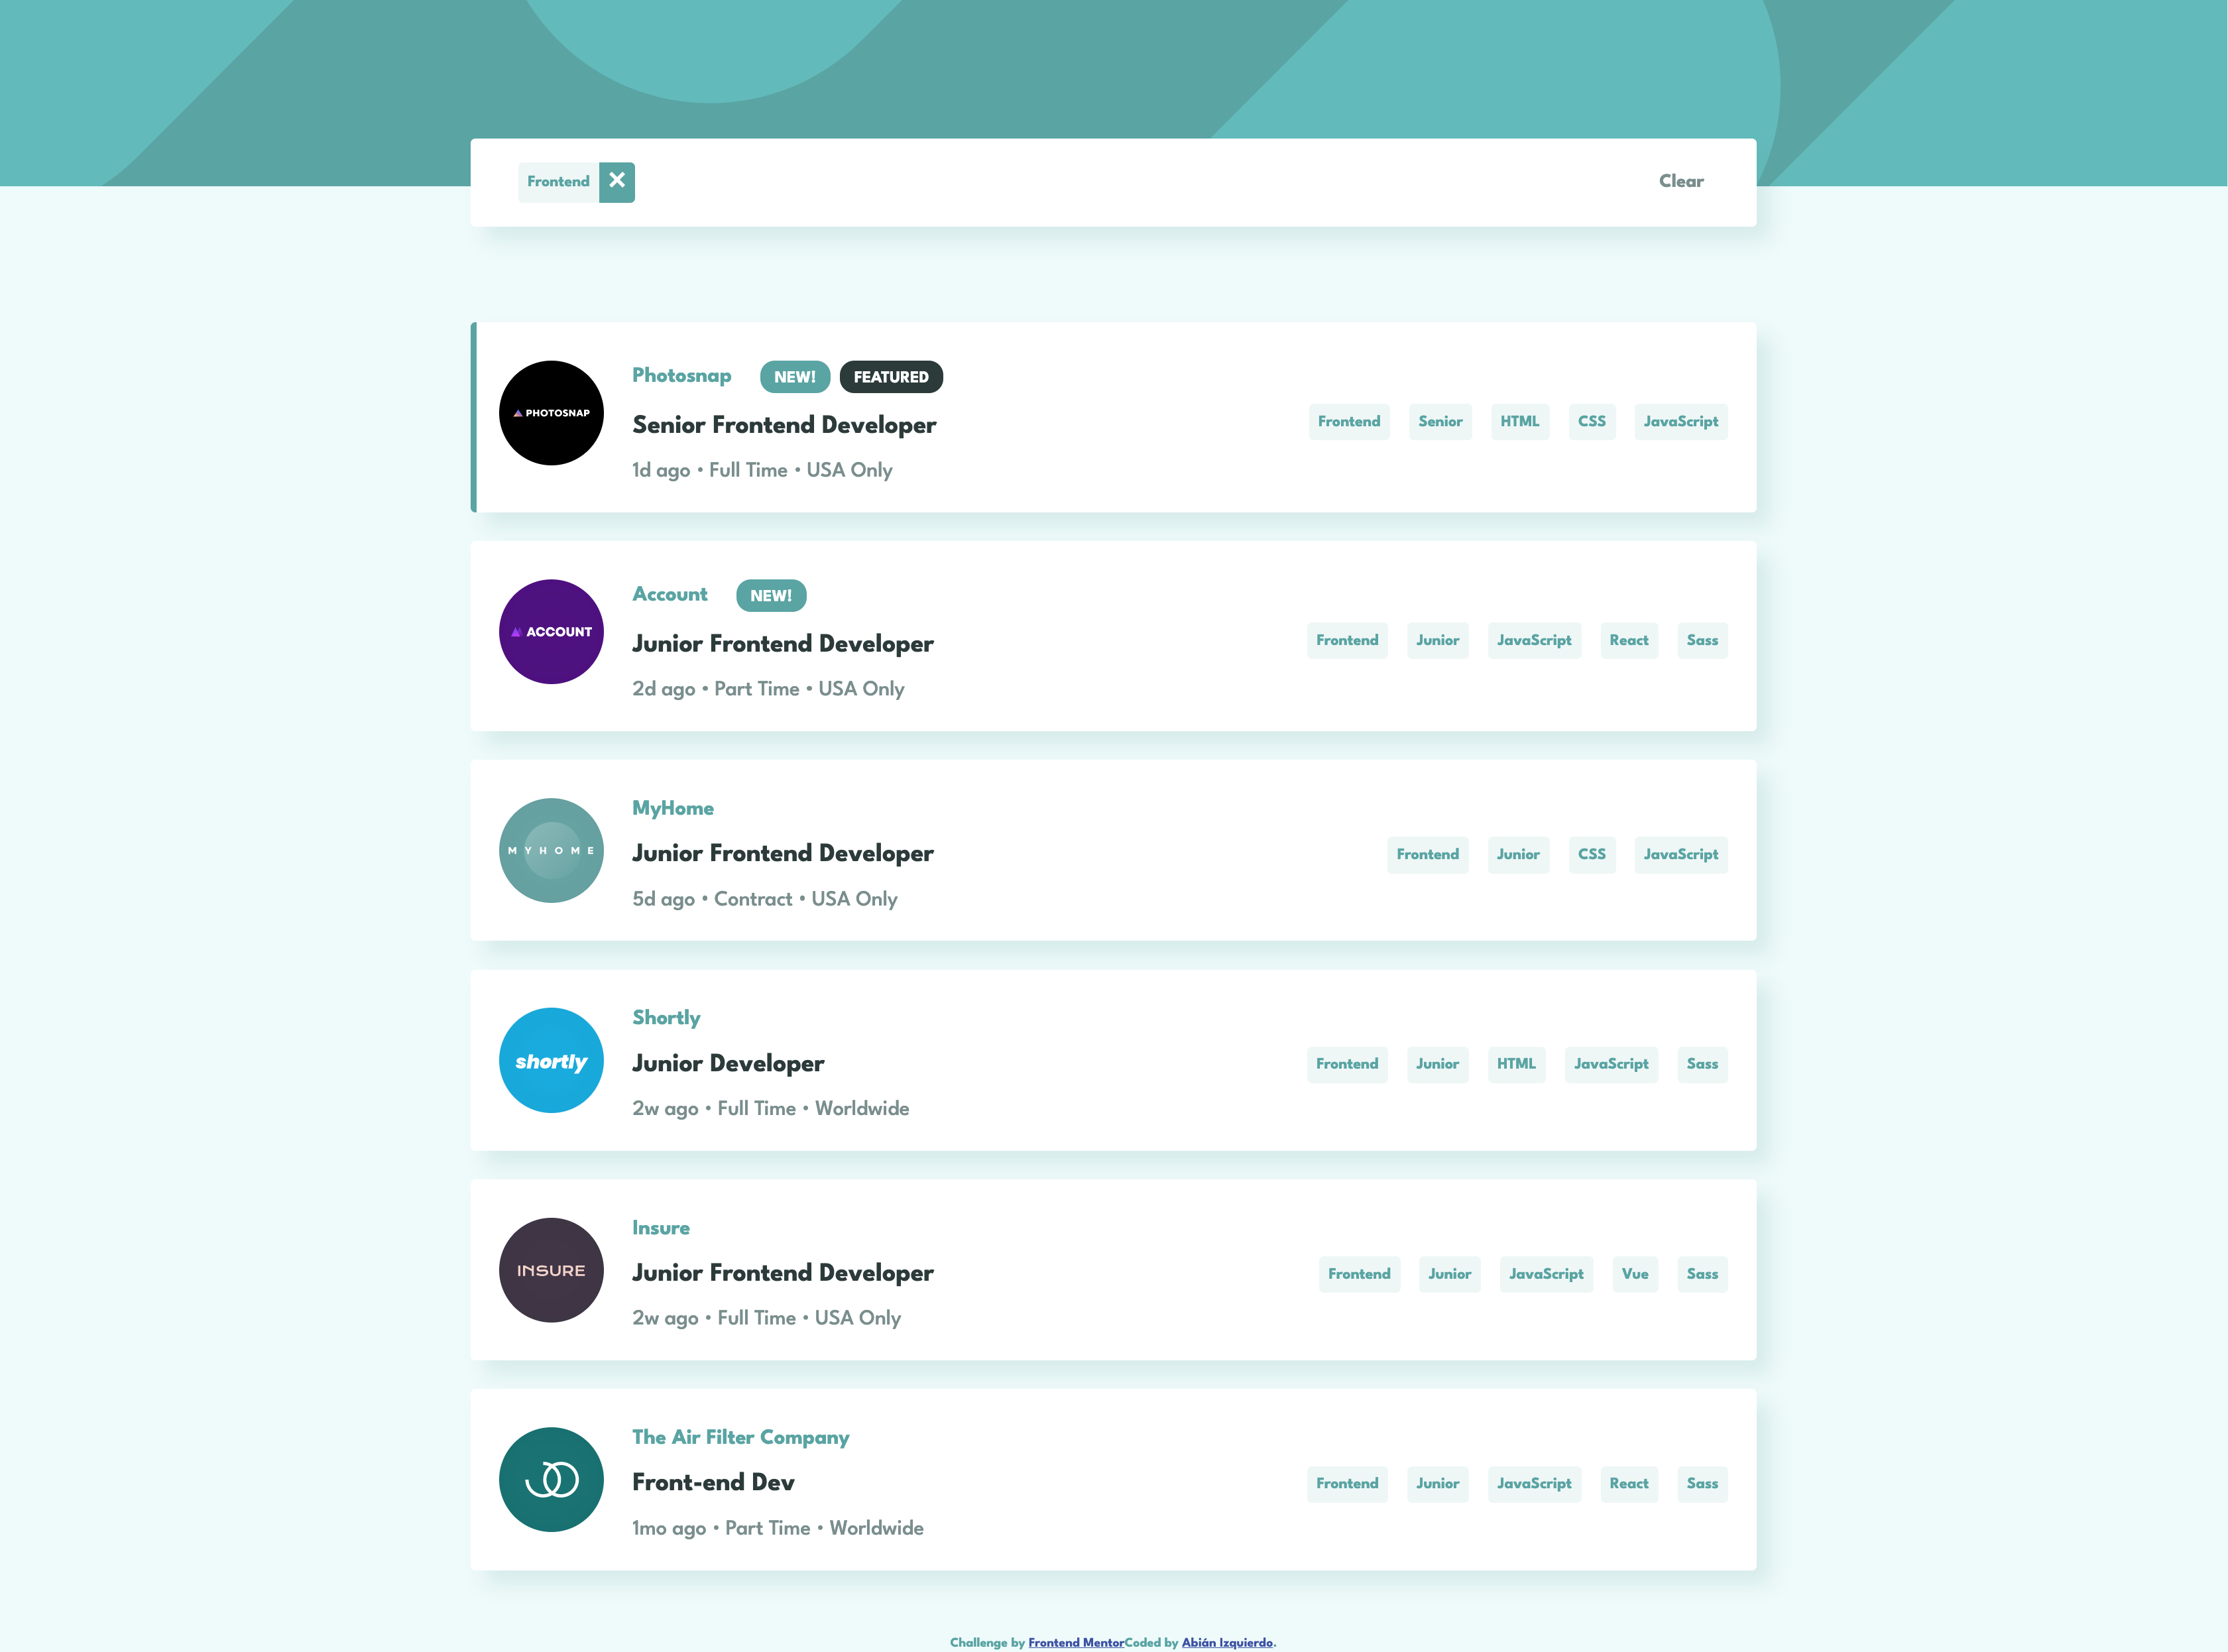 Frontend ✕ Clear
PHOTOSNAP
Photosnap NEW! FEATURED
Senior Frontend Developer
1d ago • Full Time • USA Only
Frontend Senior HTML CSS JavaScript
ACCOUNT
Account NEW!
Junior Frontend Developer
2d ago • Part Time • USA Only
Frontend Junior JavaScript React Sass
MYHOME
MyHome
Junior Frontend Developer
5d ago • Contract • USA Only
Frontend Junior CSS JavaScript
shortly
Shortly
Junior Developer
2w ago • Full Time • Worldwide
Frontend Junior HTML JavaScript Sass
INSURE
Insure
Junior Frontend Developer
2w ago • Full Time • USA Only
Frontend Junior JavaScript Vue Sass
The Air Filter Company
Front-end Dev
1mo ago • Part Time • Worldwide
Frontend Junior JavaScript React Sass
Challenge by Frontend MentorCoded by Abián Izquierdo.